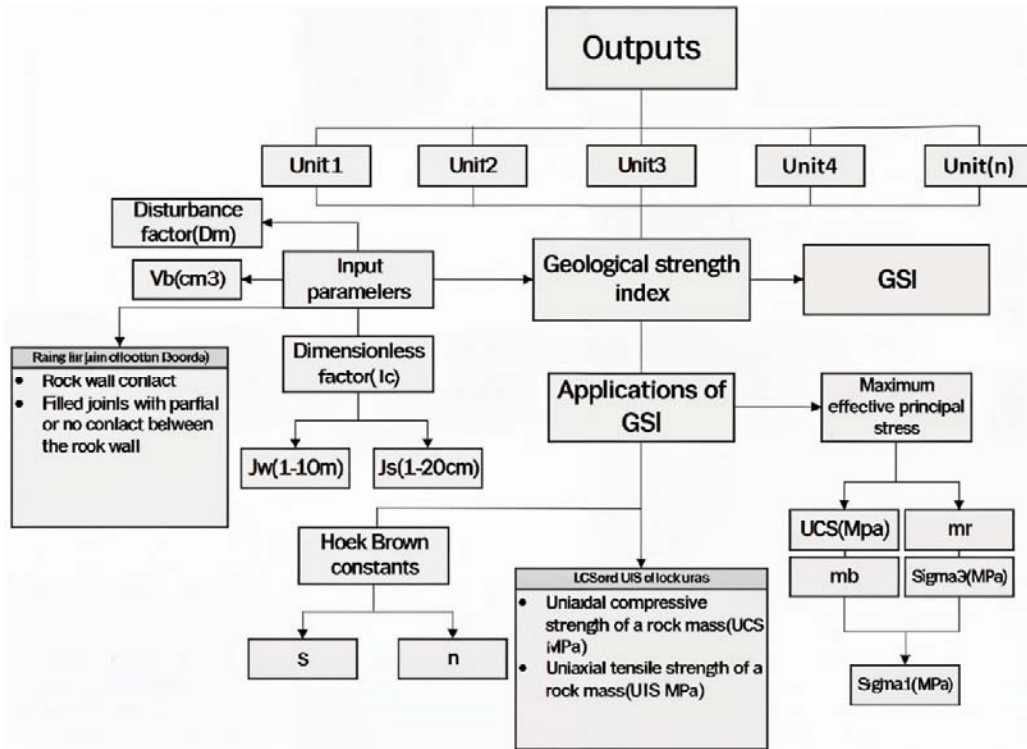 Outputs
Unit1
Unit2
Unit3
Unit4
Unit(n)
Disturbance
factor(Dm)
Vb(cm3)
Input
paramelers
Geological strength
index
GSI
Dimensionless
factor(Ic)
Rock wall contact
Filled joinls with parfial
or no conlact belween
the rook wall
Jw(1-10m)
Js(1-20cm)
Applications of
GSI
Maximum
effective principal
stress
UCS(Mpa)
mr
mb
Sigma3(MPa)
Sigma1(MPa)
Hoek Brown
constants
s
n
Uniaxdal compressive
strength of a rock mass(UCS
MPa)
Uniaxial tensile strength of a
rock mass(UIS MPa)